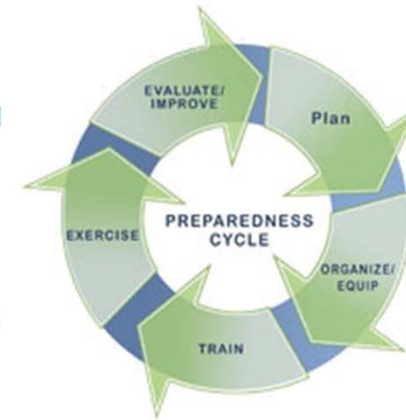 EVALUATE/
IMPROVE
Plan
PREPAREDNESS
CYCLE
EXERCISE
ORGANIZE/
EQUIP
TRAIN